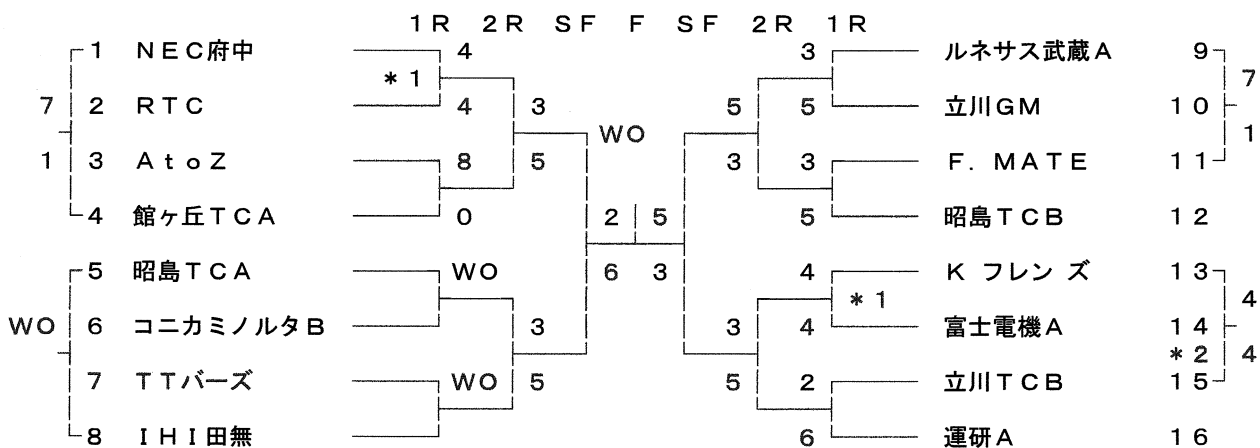 1R 2R SF F SF 2R 1R
1 NEC府中 4 3 ルネサス武蔵A 9
*1 7
7 2 RTC 4 3 5 5 立川GM 10
WO 1
1 3 AtoZ 8 5 3 3 F. MATE 11
4 館ヶ丘TCA 0 2 5 5 昭島TCB 12
5 昭島TCA WO 6 3 4 K フレンズ 13
*1 4
WO 6 コニカミノルタB 3 3 4 富士電機A 14
*2 4
7 TTバーズ WO 5 5 2 立川TCB 15
8 IHI田無 6 運研A 16